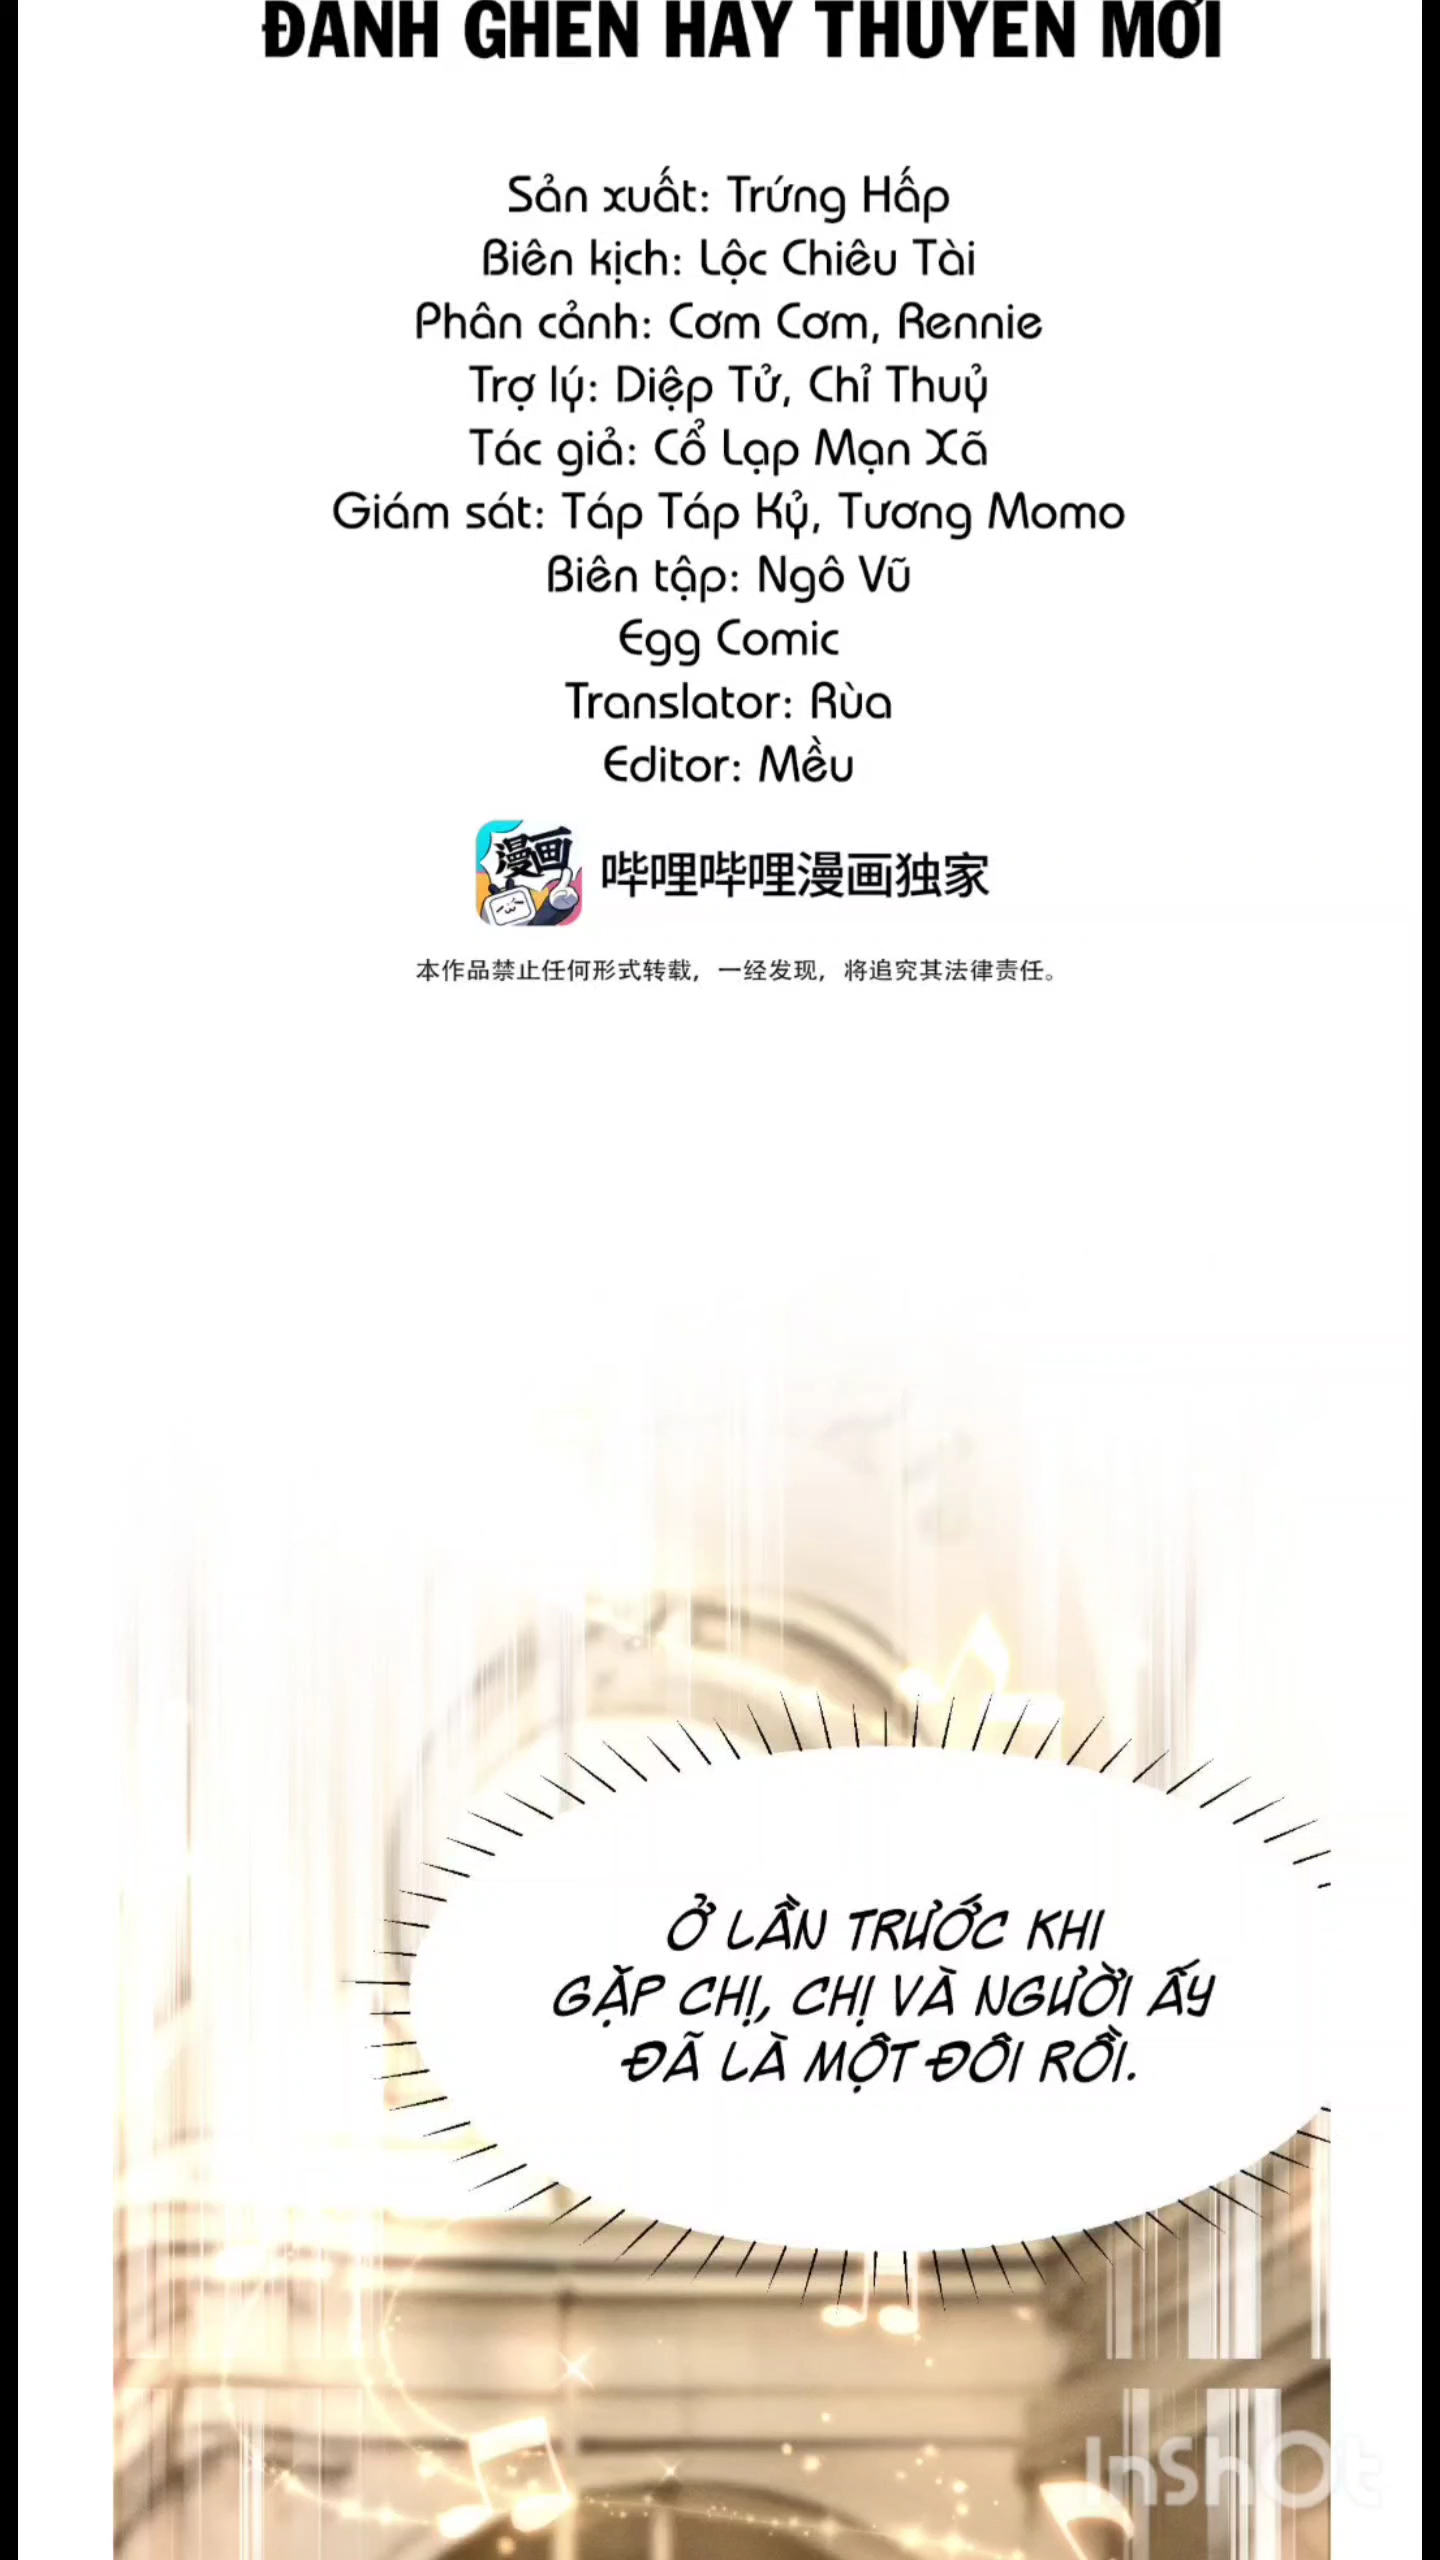 ĐÁNH GHEN HAY THUYỀN MỚI
Sản xuất: Trứng Hấp
Biên kịch: Lộc Chiêu Tài
Phân cảnh: Cơm Cơm, Rennie
Trợ lý: Diệp Tử, Chỉ Thuỷ
Tác giả: Cổ Lạp Mạn Xã
Giám sát: Táp Táp Kỷ, Tương Momo
Biên tập: Ngô Vũ
Egg Comic
Translator: Rùa
Editor: Mều
漫画
哔哩哔哩漫画独家
本作品禁止任何形式转载，一经发现，将追究其法律责任。
Ở LẦN TRƯỚC KHI
GẶP CHỊ, CHỊ VÀ NGƯỜI ẤY
ĐÃ LÀ MỘT ĐÔI RỒI.
InShOt